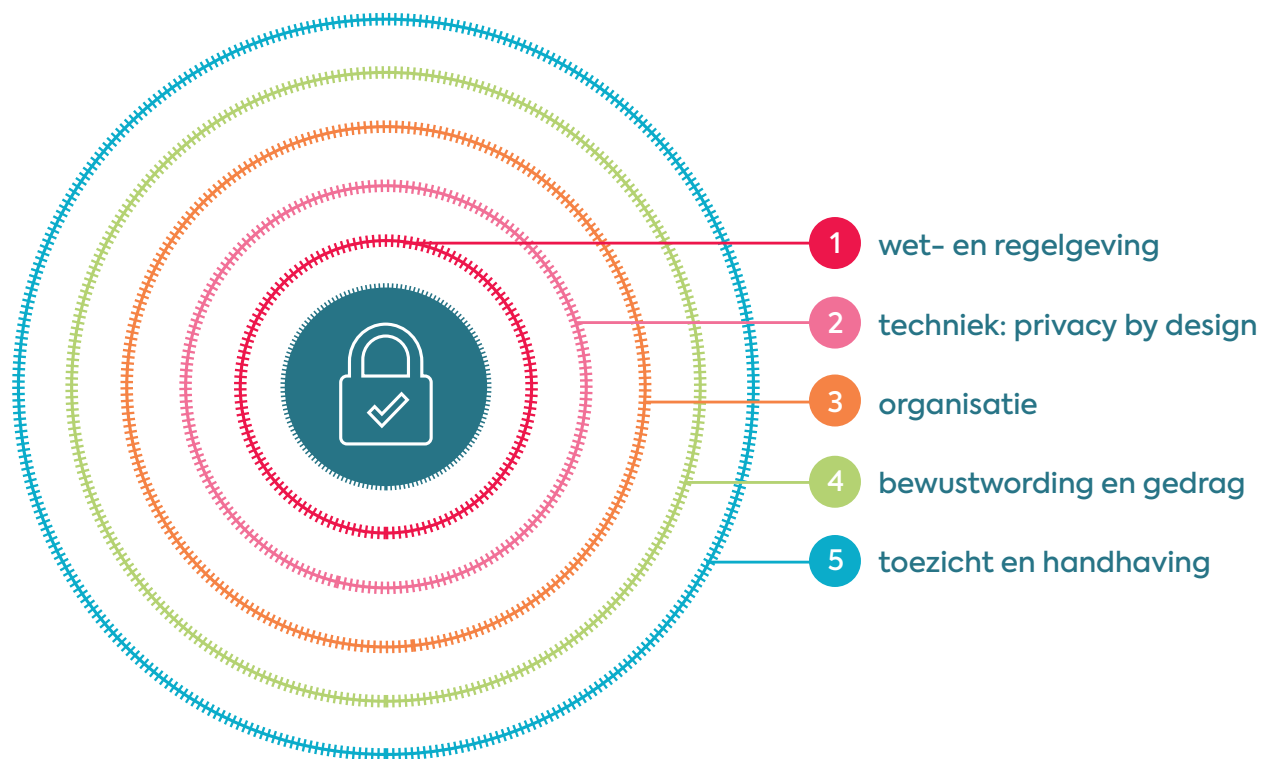 1 wet- en regelgeving
2 techniek: privacy by design
3 organisatie
4 bewustwording en gedrag
5 toezicht en handhaving